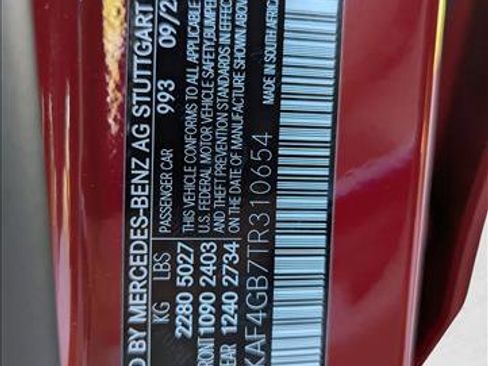 D BY MERCEDES-BENZ AG STUTTGART
PASSENGER CAR 993 09/2
KG LBS
2280 5027
FRONT 1090 2403
EAR 1240 2734
THIS VEHICLE CONFORMS TO ALL APPLICABLE
U.S. FEDERAL MOTOR VEHICLE SAFETY, BUMPER
AND THEFT PREVENTION STANDARDS IN EFFECT
ON THE DATE OF MANUFACTURE SHOWN ABOVE
KAF4GB7TR310654
MADE IN SOUTH AFRIC